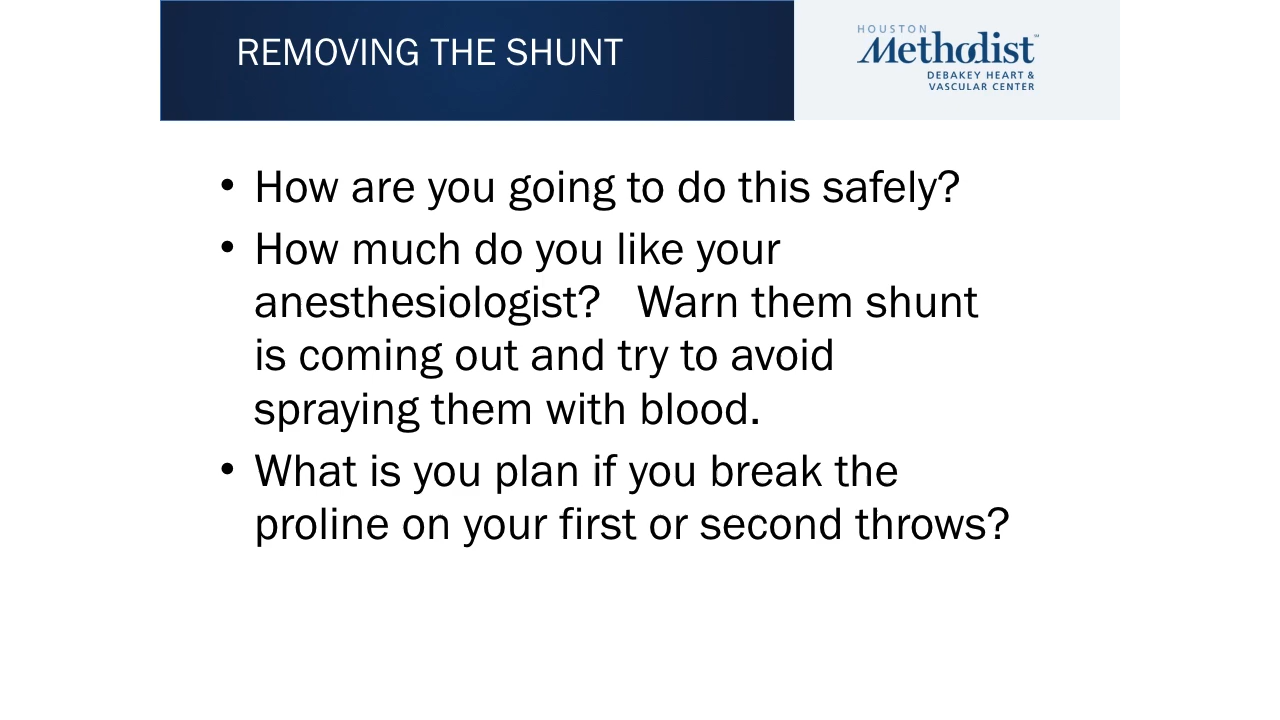 REMOVING THE SHUNT
HOUSTON
Methodist℠
DEBAKEY HEART &
VASCULAR CENTER
• How are you going to do this safely?
• How much do you like your
anesthesiologist?   Warn them shunt
is coming out and try to avoid
spraying them with blood.
• What is you plan if you break the
proline on your first or second throws?